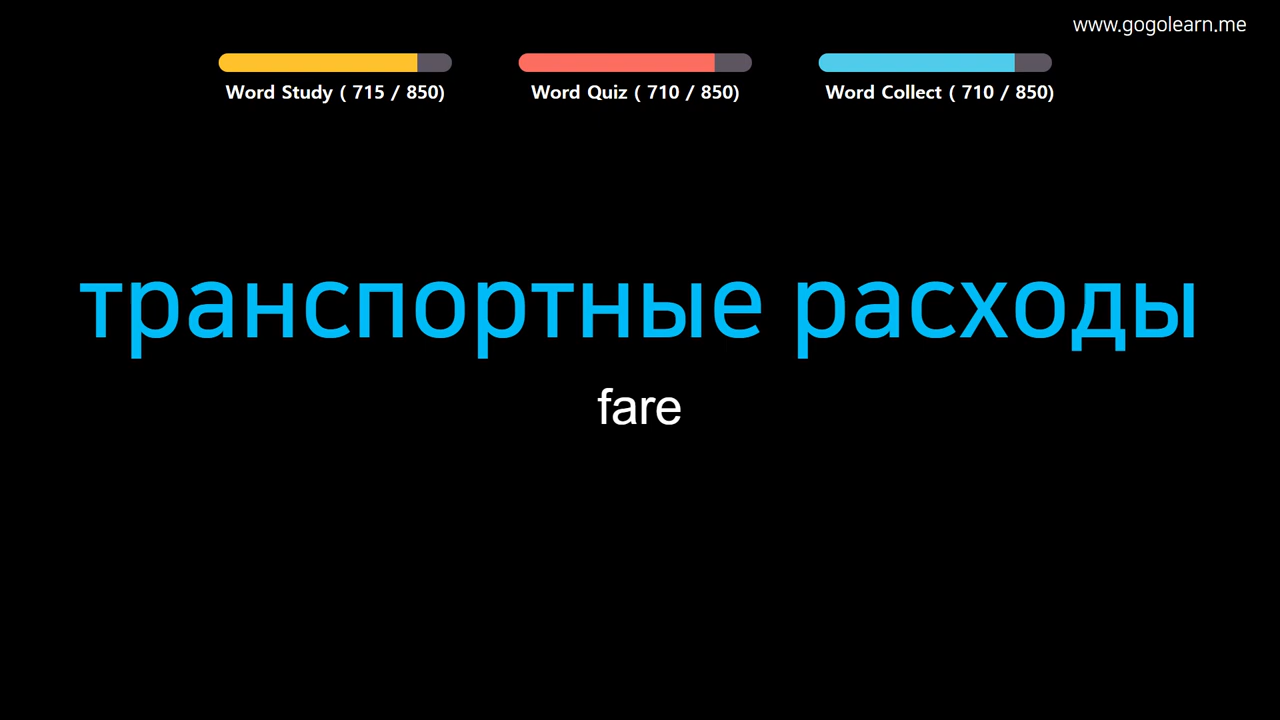 www.gogolearn.me
Word Study ( 715 / 850)
Word Quiz ( 710 / 850)
Word Collect ( 710 / 850)
транспортные расходы
fare